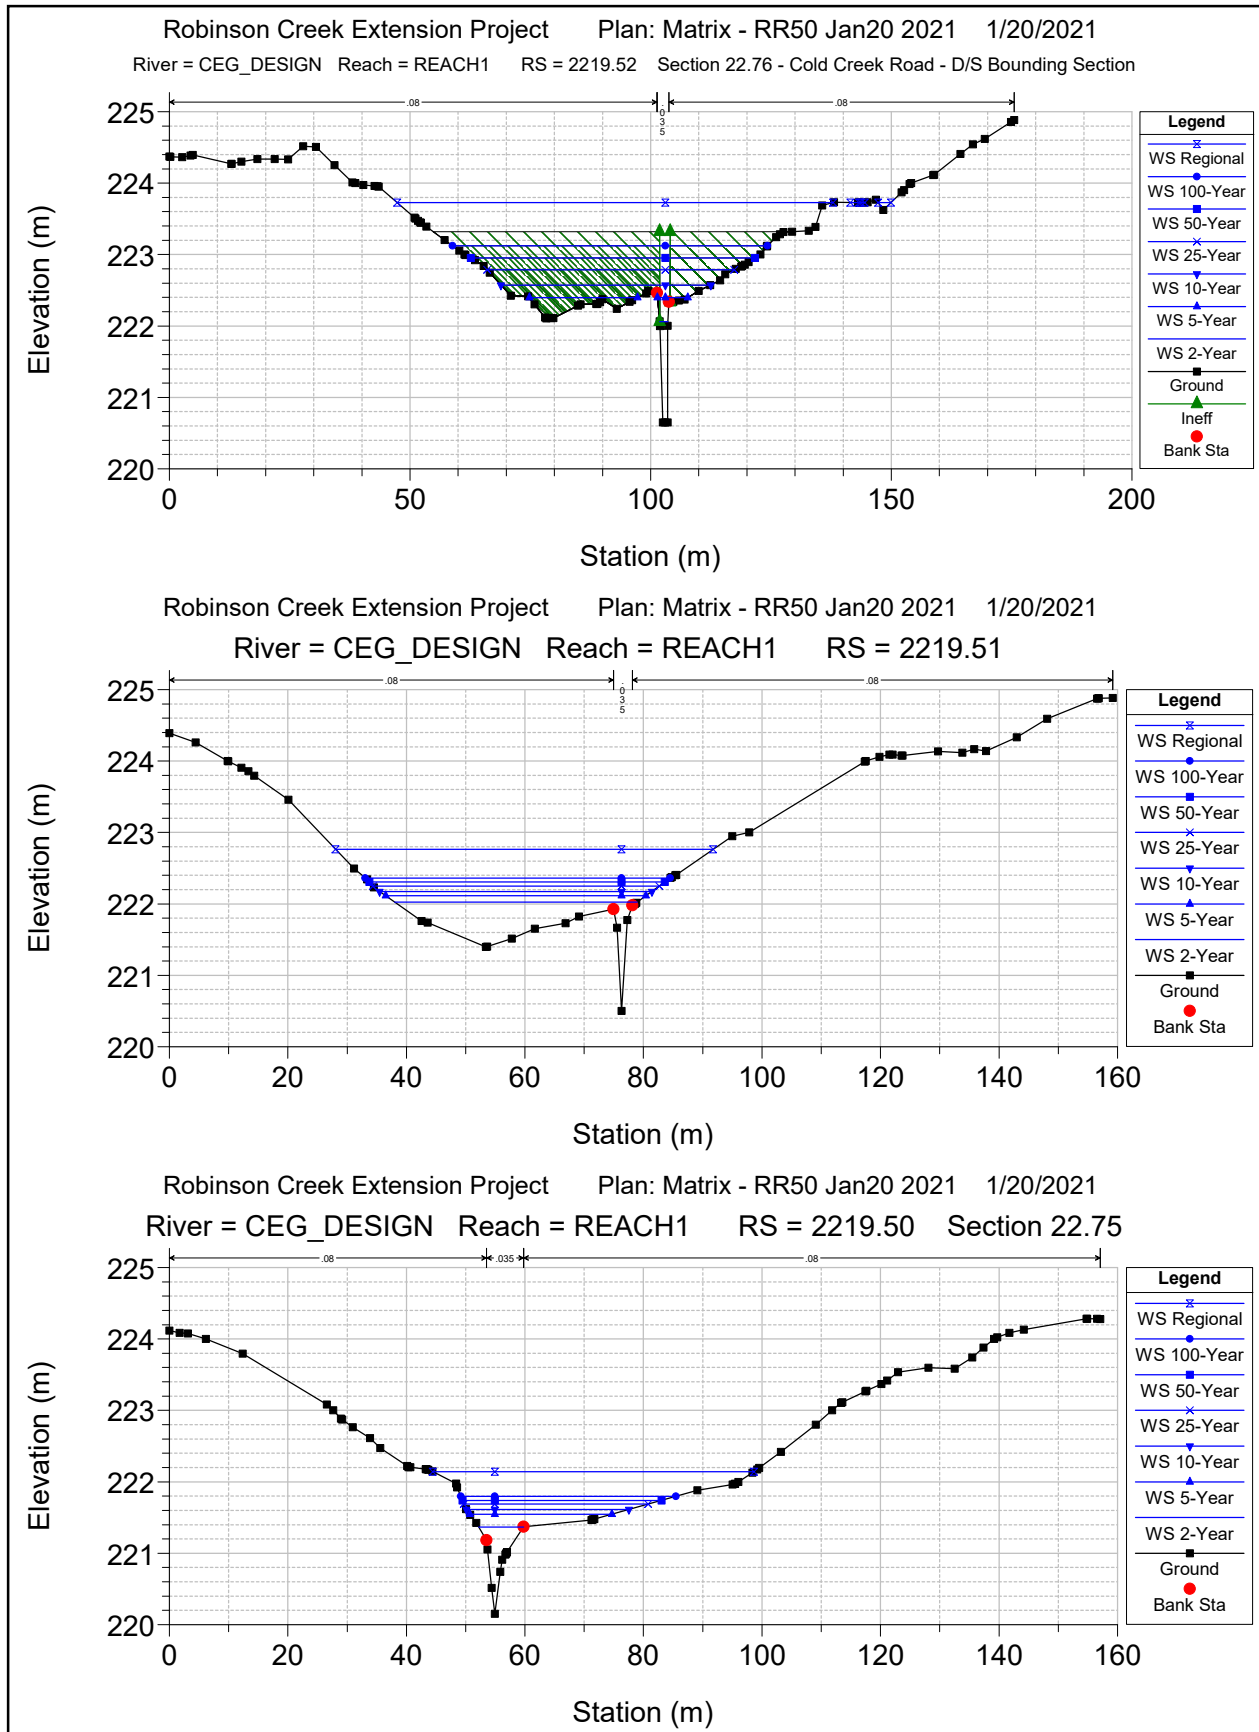 Robinson Creek Extension Project Plan: Matrix - RR50 Jan20 2021 1/20/2021
River = CEG_DESIGN Reach = REACH1 RS = 2219.52 Section 22.76 - Cold Creek Road - D/S Bounding Section
.08
.035
.08
225
224
223
222
221
220
Elevation (m)
0
50
100
150
200
Station (m)
Legend
WS Regional
WS 100-Year
WS 50-Year
WS 25-Year
WS 10-Year
WS 5-Year
WS 2-Year
Ground
Ineff
Bank Sta
Robinson Creek Extension Project Plan: Matrix - RR50 Jan20 2021 1/20/2021
River = CEG_DESIGN Reach = REACH1 RS = 2219.51
.08
.035
.08
225
224
223
222
221
220
Elevation (m)
0
20
40
60
80
100
120
140
160
Station (m)
Legend
WS Regional
WS 100-Year
WS 50-Year
WS 25-Year
WS 10-Year
WS 5-Year
WS 2-Year
Ground
Bank Sta
Robinson Creek Extension Project Plan: Matrix - RR50 Jan20 2021 1/20/2021
River = CEG_DESIGN Reach = REACH1 RS = 2219.50 Section 22.75
.08
.035
.08
225
224
223
222
221
220
Elevation (m)
0
20
40
60
80
100
120
140
160
Station (m)
Legend
WS Regional
WS 100-Year
WS 50-Year
WS 25-Year
WS 10-Year
WS 5-Year
WS 2-Year
Ground
Bank Sta